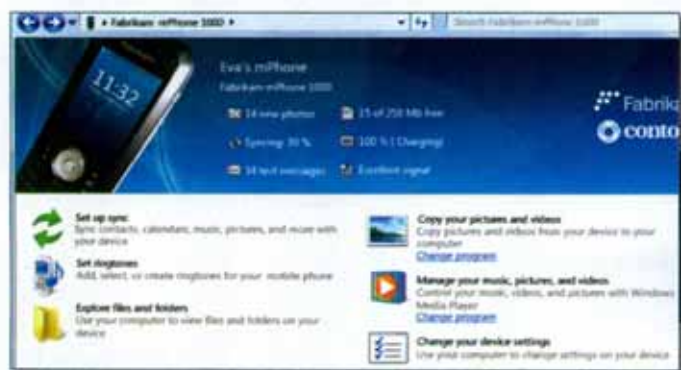 Fabrikam mPhone 1000
Search Fabrikam mPhone 1000
11:32
Eva's mPhone
Fabrikam mPhone 1000
14 new photos
15 of 250 Mb free
Syncing: 30 %
100 % (Charging)
34 text messages
Excellent signal
Fabrika
conto
Set up sync
Sync contacts, calendars, music, pictures, and more with
your device
Set ringtones
Add, select, or create ringtones for your mobile phone
Explore files and folders
Use your computer to view files and folders on your
device
Copy your pictures and videos
Copy pictures and videos from your device to your
computer
Change program
Manage your music, pictures, and videos
Control your music, videos, and pictures with Windows
Media Player
Change program
Change your device settings
Use your computer to change settings on your device